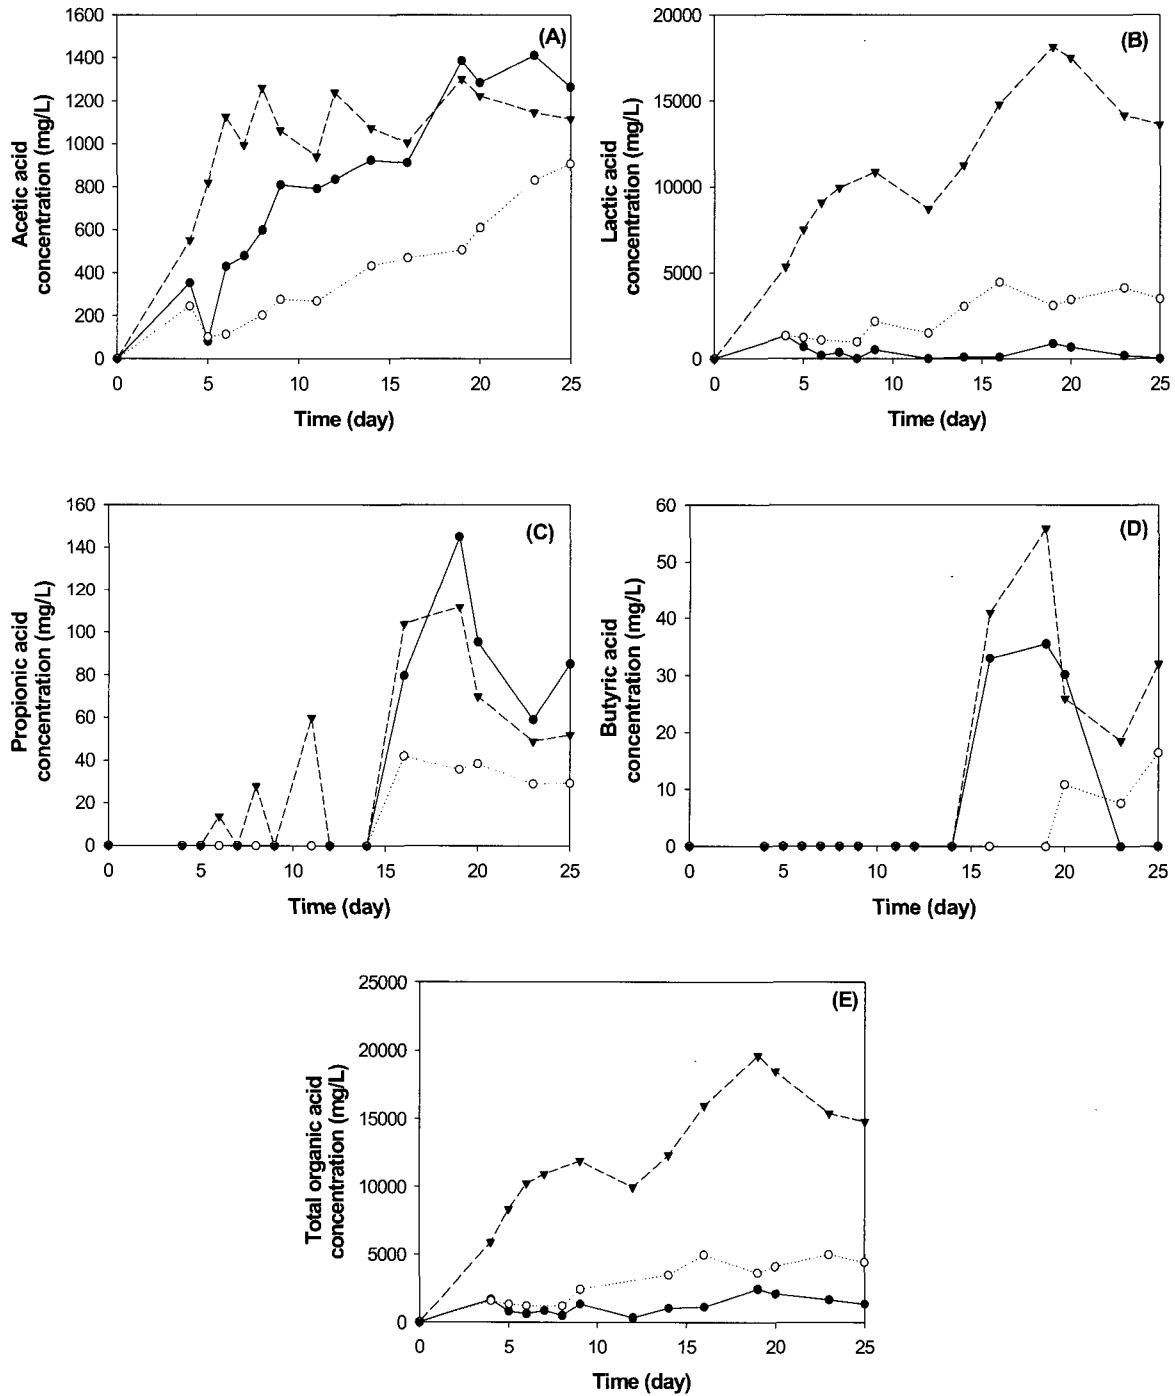 (A)
Acetic acid
concentration (mg/L)
1600
1400
1200
1000
800
600
400
200
0
0 5 10 15 20 25
Time (day)
(B)
Lactic acid
concentration (mg/L)
20000
15000
10000
5000
0
0 5 10 15 20 25
Time (day)
(C)
Propionic acid
concentration (mg/L)
160
140
120
100
80
60
40
20
0
0 5 10 15 20 25
Time (day)
(D)
Butyric acid
concentration (mg/L)
60
50
40
30
20
10
0
0 5 10 15 20 25
Time (day)
(E)
Total organic acid
concentration (mg/L)
25000
20000
15000
10000
5000
0
0 5 10 15 20 25
Time (day)